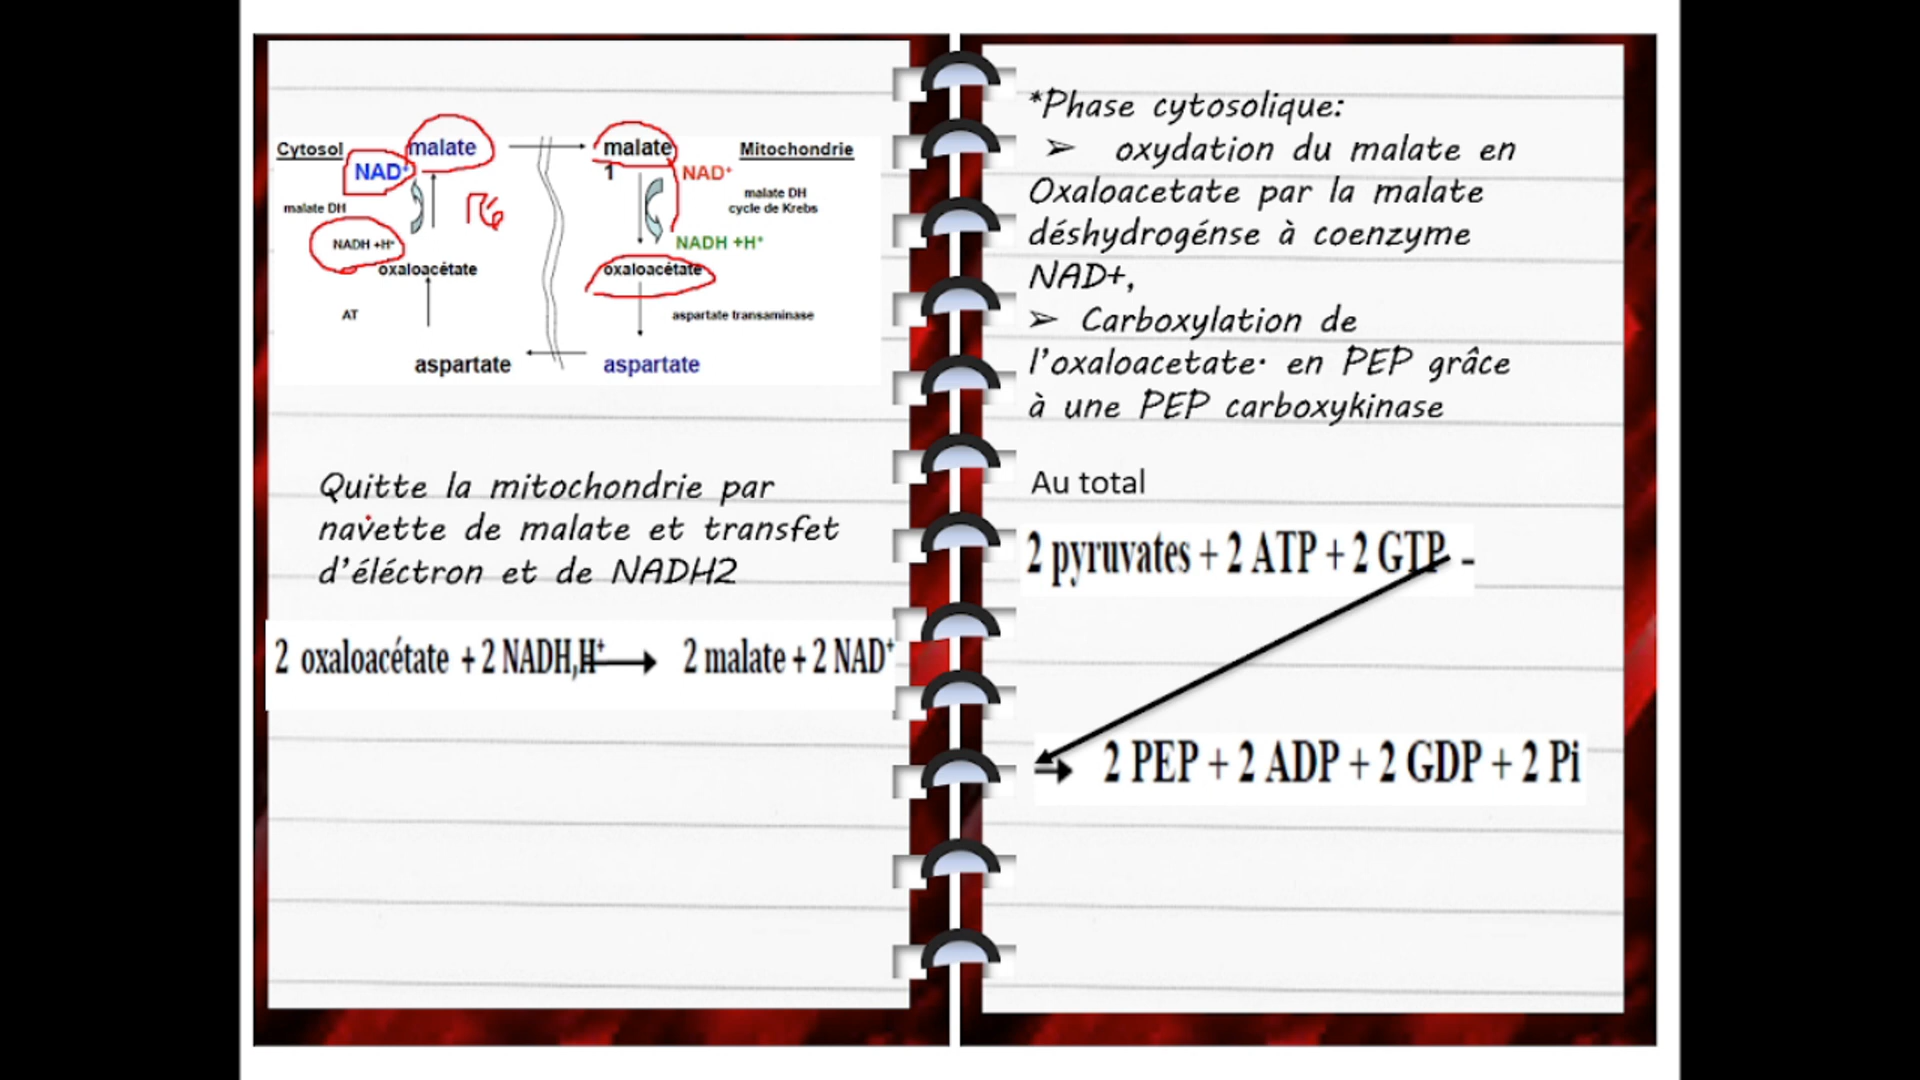 Cytosol
malate
malate
Mitochondrie
NAD⁺
1
NAD⁺
malate DH
malate DH
cycle de Krebs
NADH +H⁺
NADH +H⁺
oxaloacétate
oxaloacétate
AT
aspartate transaminase
aspartate
aspartate
Quitte la mitochondrie par
navette de malate et transfet
d'éléctron et de NADH2
2 oxaloacétate + 2 NADH,H⁺ → 2 malate + 2 NAD⁺
*Phase cytosolique:
➢ oxydation du malate en
Oxaloacetate par la malate
déshydrogénse à coenzyme
NAD+,
➢ Carboxylation de
l'oxaloacetate· en PEP grâce
à une PEP carboxykinase
Au total
2 pyruvates + 2 ATP + 2 GTP -
→ 2 PEP + 2 ADP + 2 GDP + 2 Pi